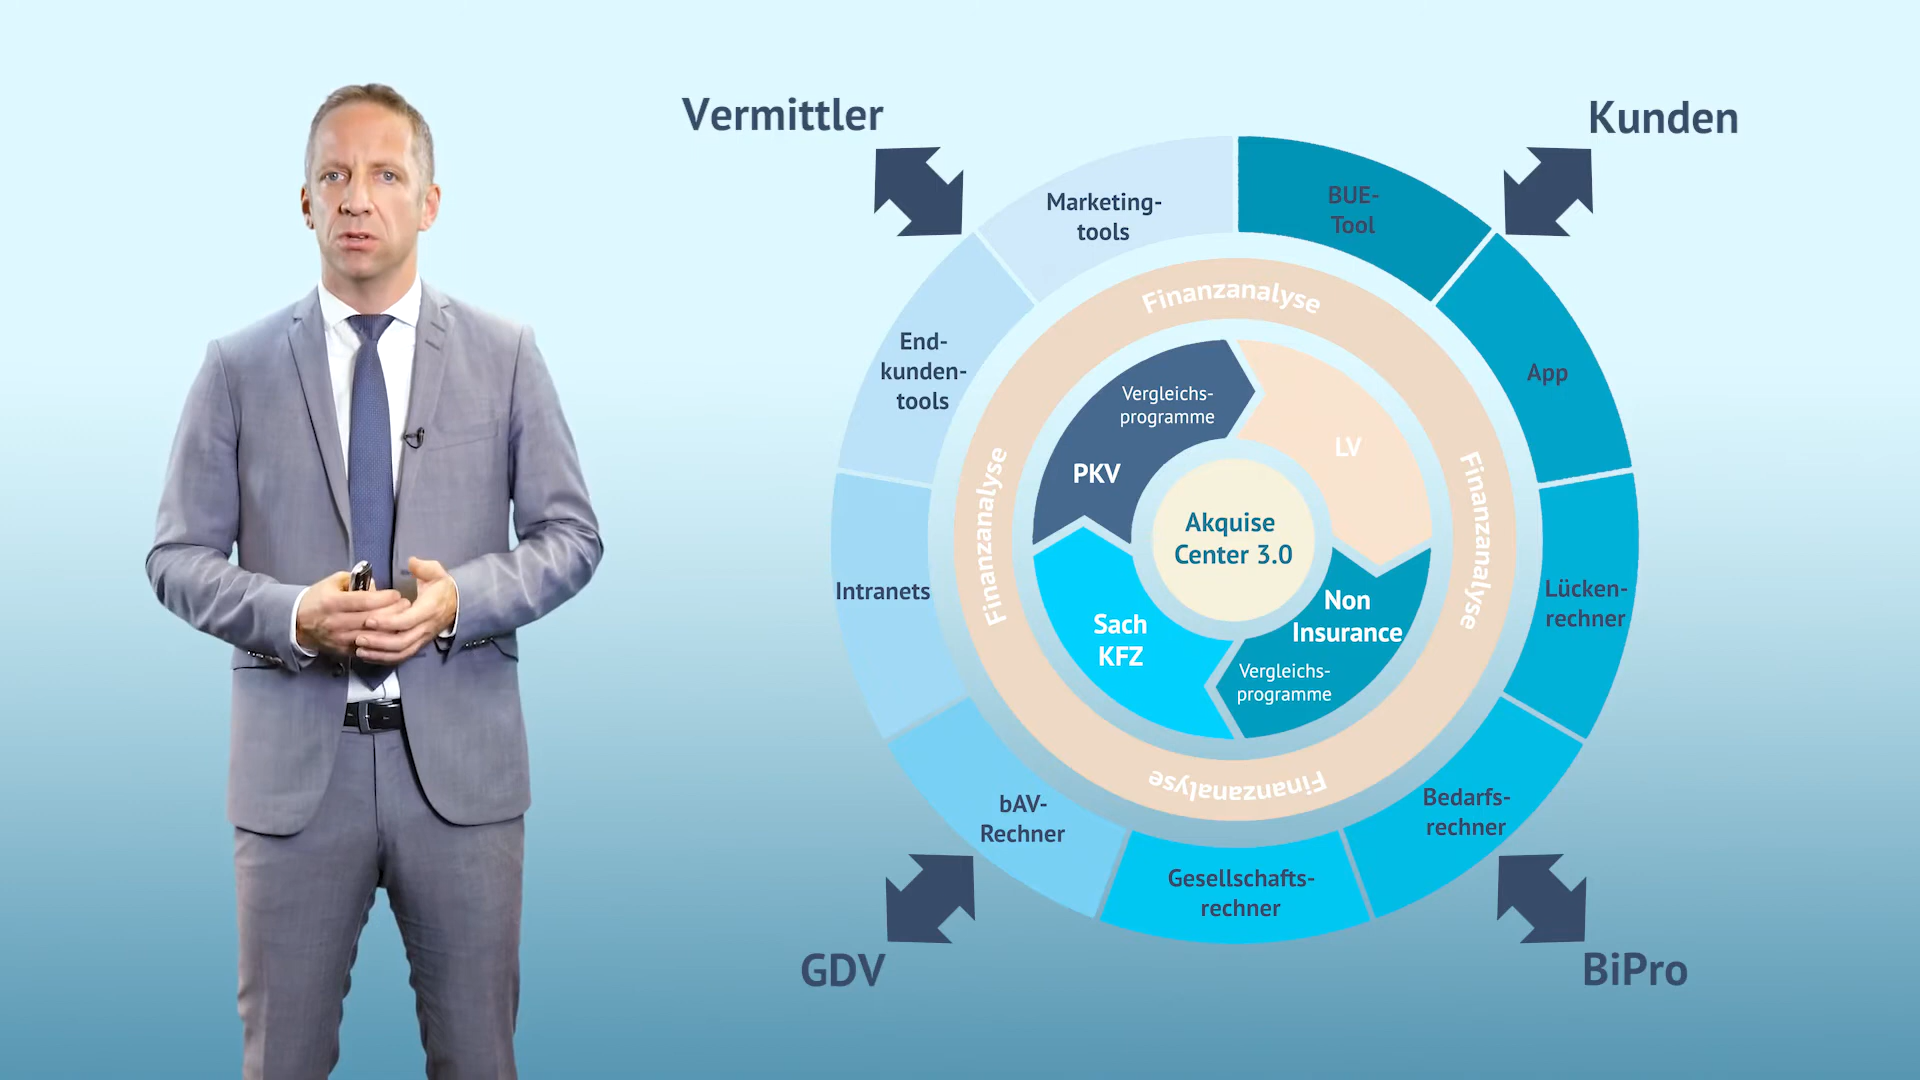 Vermittler
Kunden
Marketing-
tools
BUE-
Tool
End-
kunden-
tools
App
Intranets
Lücken-
rechner
bAV-
Rechner
Gesellschafts-
rechner
Bedarfs-
rechner
Finanzanalyse
Finanzanalyse
Finanzanalyse
Finanzanalyse
Vergleichs-
programme
PKV
LV
Akquise
Center 3.0
Sach
KFZ
Non
Insurance
Vergleichs-
programme
GDV
BiPro